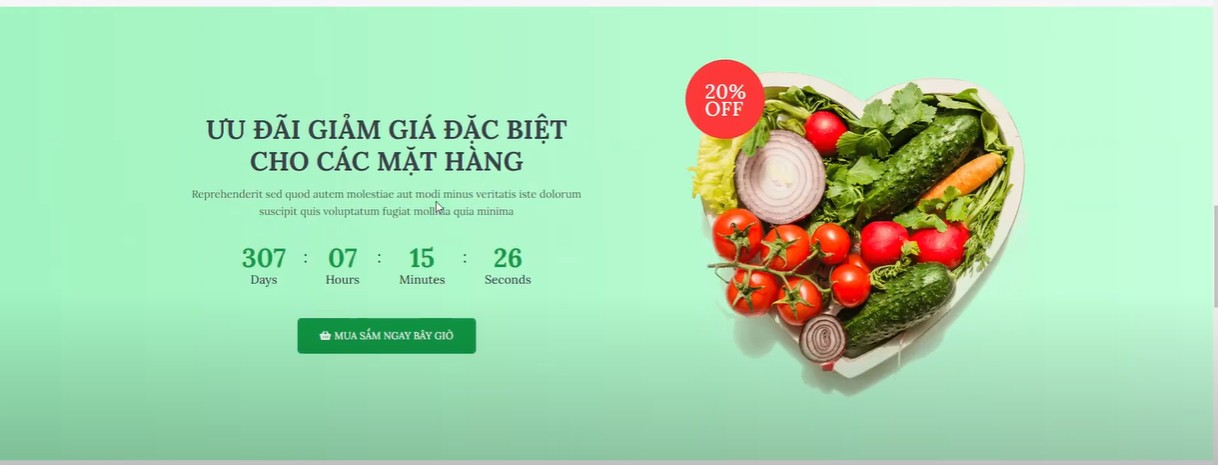 20%
OFF
ƯU ĐÃI GIẢM GIÁ ĐẶC BIỆT
CHO CÁC MẶT HÀNG
Reprehenderit sed quod autem molestiae aut modi minus veritatis iste dolorum
suscipit quis voluptatum fugiat mollitia quia minima
307 : 07 : 15 : 26
Days Hours Minutes Seconds
MUA SẮM NGAY BÂY GIỜ